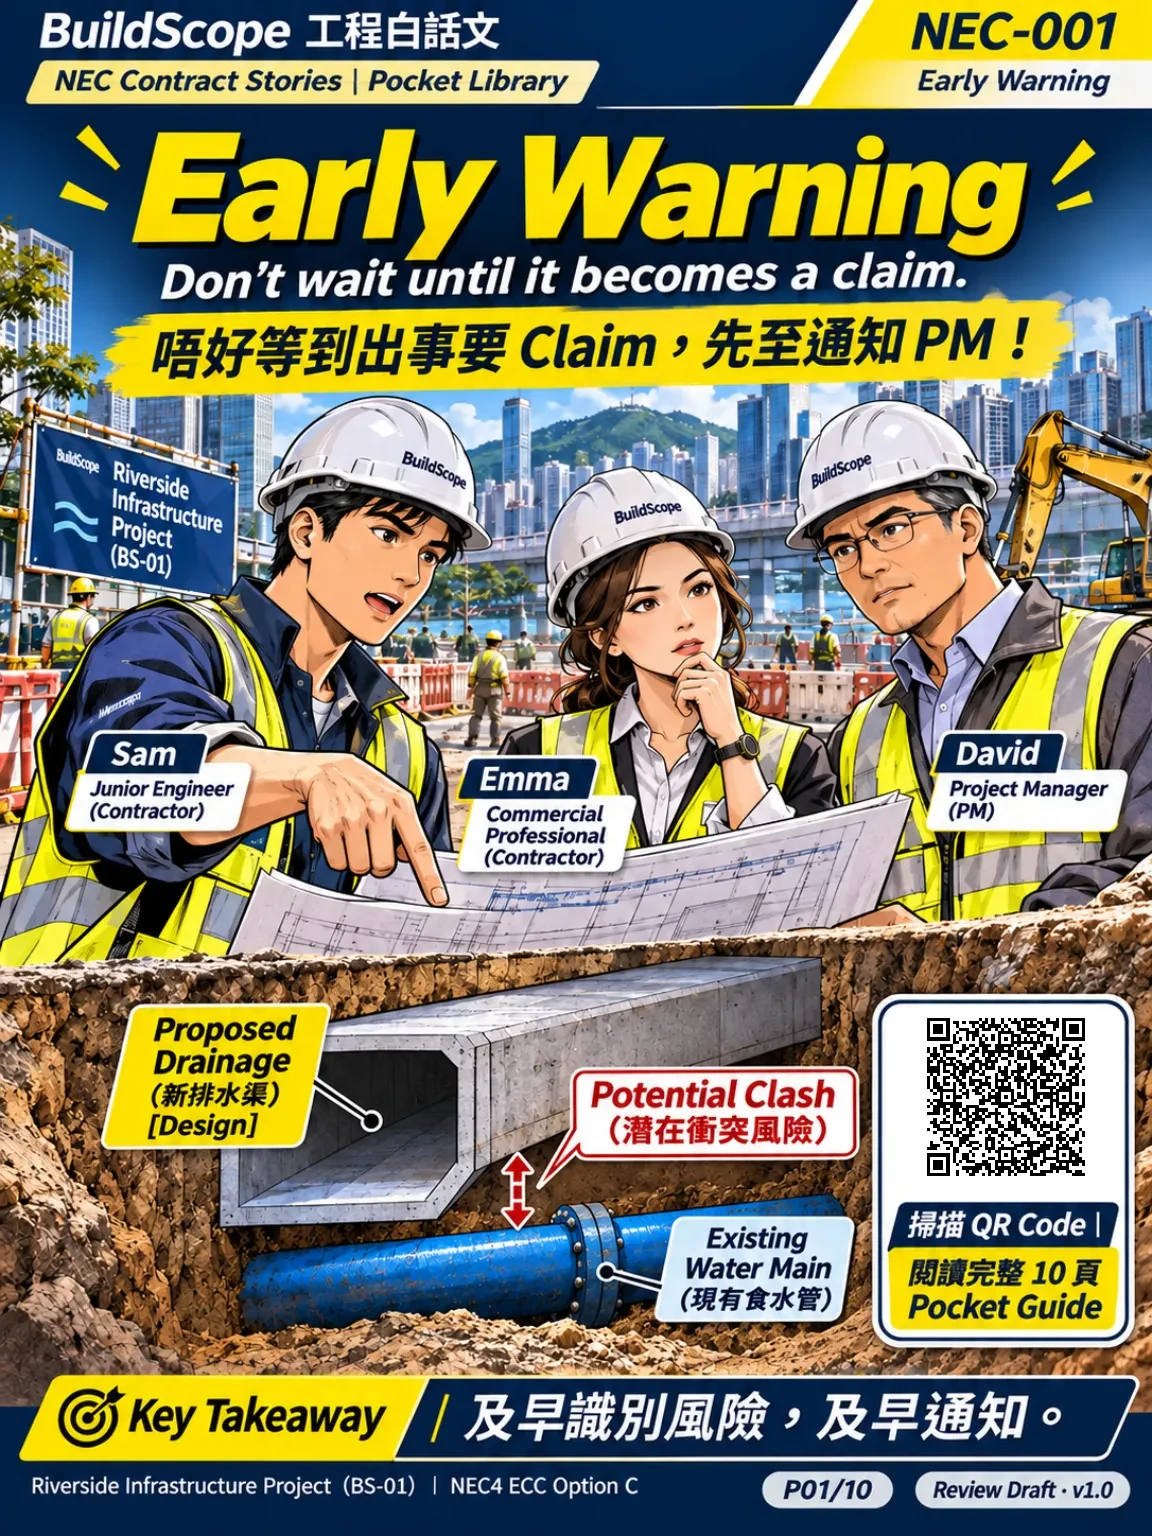 BuildScope 工程白話文
NEC Contract Stories | Pocket Library
NEC-001
Early Warning
Early Warning
Don't wait until it becomes a claim.
唔好等到出事要 Claim，先至通知 PM！
BuildScope
Riverside
Infrastructure
Project
(BS-01)
BuildScope
BuildScope
BuildScope
Sam
Junior Engineer
(Contractor)
Emma
Commercial
Professional
(Contractor)
David
Project Manager
(PM)
Proposed
Drainage
（新排水渠）
[Design]
Potential Clash
（潛在衝突風險）
Existing
Water Main
（現有食水管）
掃描 QR Code |
閱讀完整 10 頁
Pocket Guide
Key Takeaway
及早識別風險，及早通知。
Riverside Infrastructure Project（BS-01） | NEC4 ECC Option C
P01/10
Review Draft · v1.0